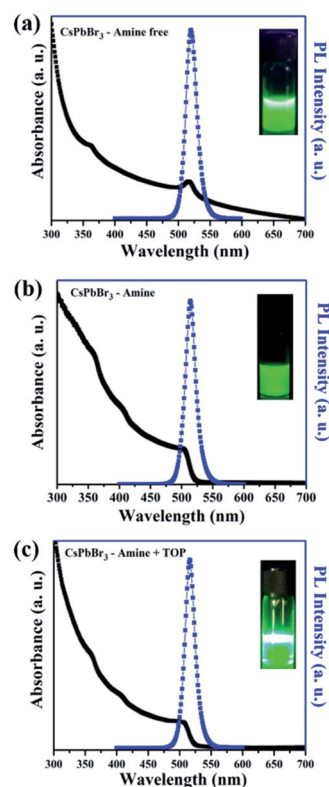 (a)
CsPbBr3 - Amine free
Absorbance (a. u.)
PL Intensity (a. u.)
300 350 400 450 500 550 600 650 700
Wavelength (nm)
(b)
CsPbBr3 - Amine
Absorbance (a. u.)
PL Intensity (a. u.)
300 350 400 450 500 550 600 650 700
Wavelength (nm)
(c)
CsPbBr3 - Amine + TOP
Absorbance (a. u.)
PL Intensity (a. u.)
300 350 400 450 500 550 600 650 700
Wavelength (nm)